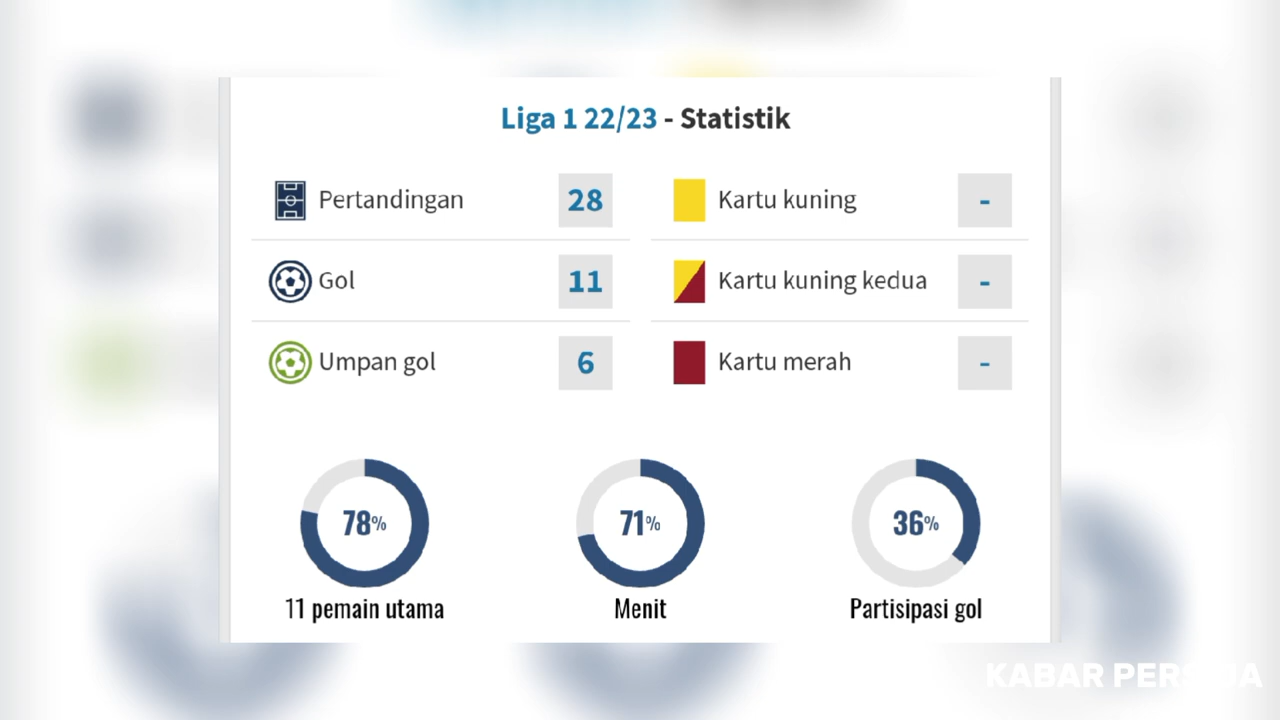 Liga 1 22/23 - Statistik
Pertandingan 28
Kartu kuning -
Gol 11
Kartu kuning kedua -
Umpan gol 6
Kartu merah -
78%
11 pemain utama
71%
Menit
36%
Partisipasi gol
KABAR